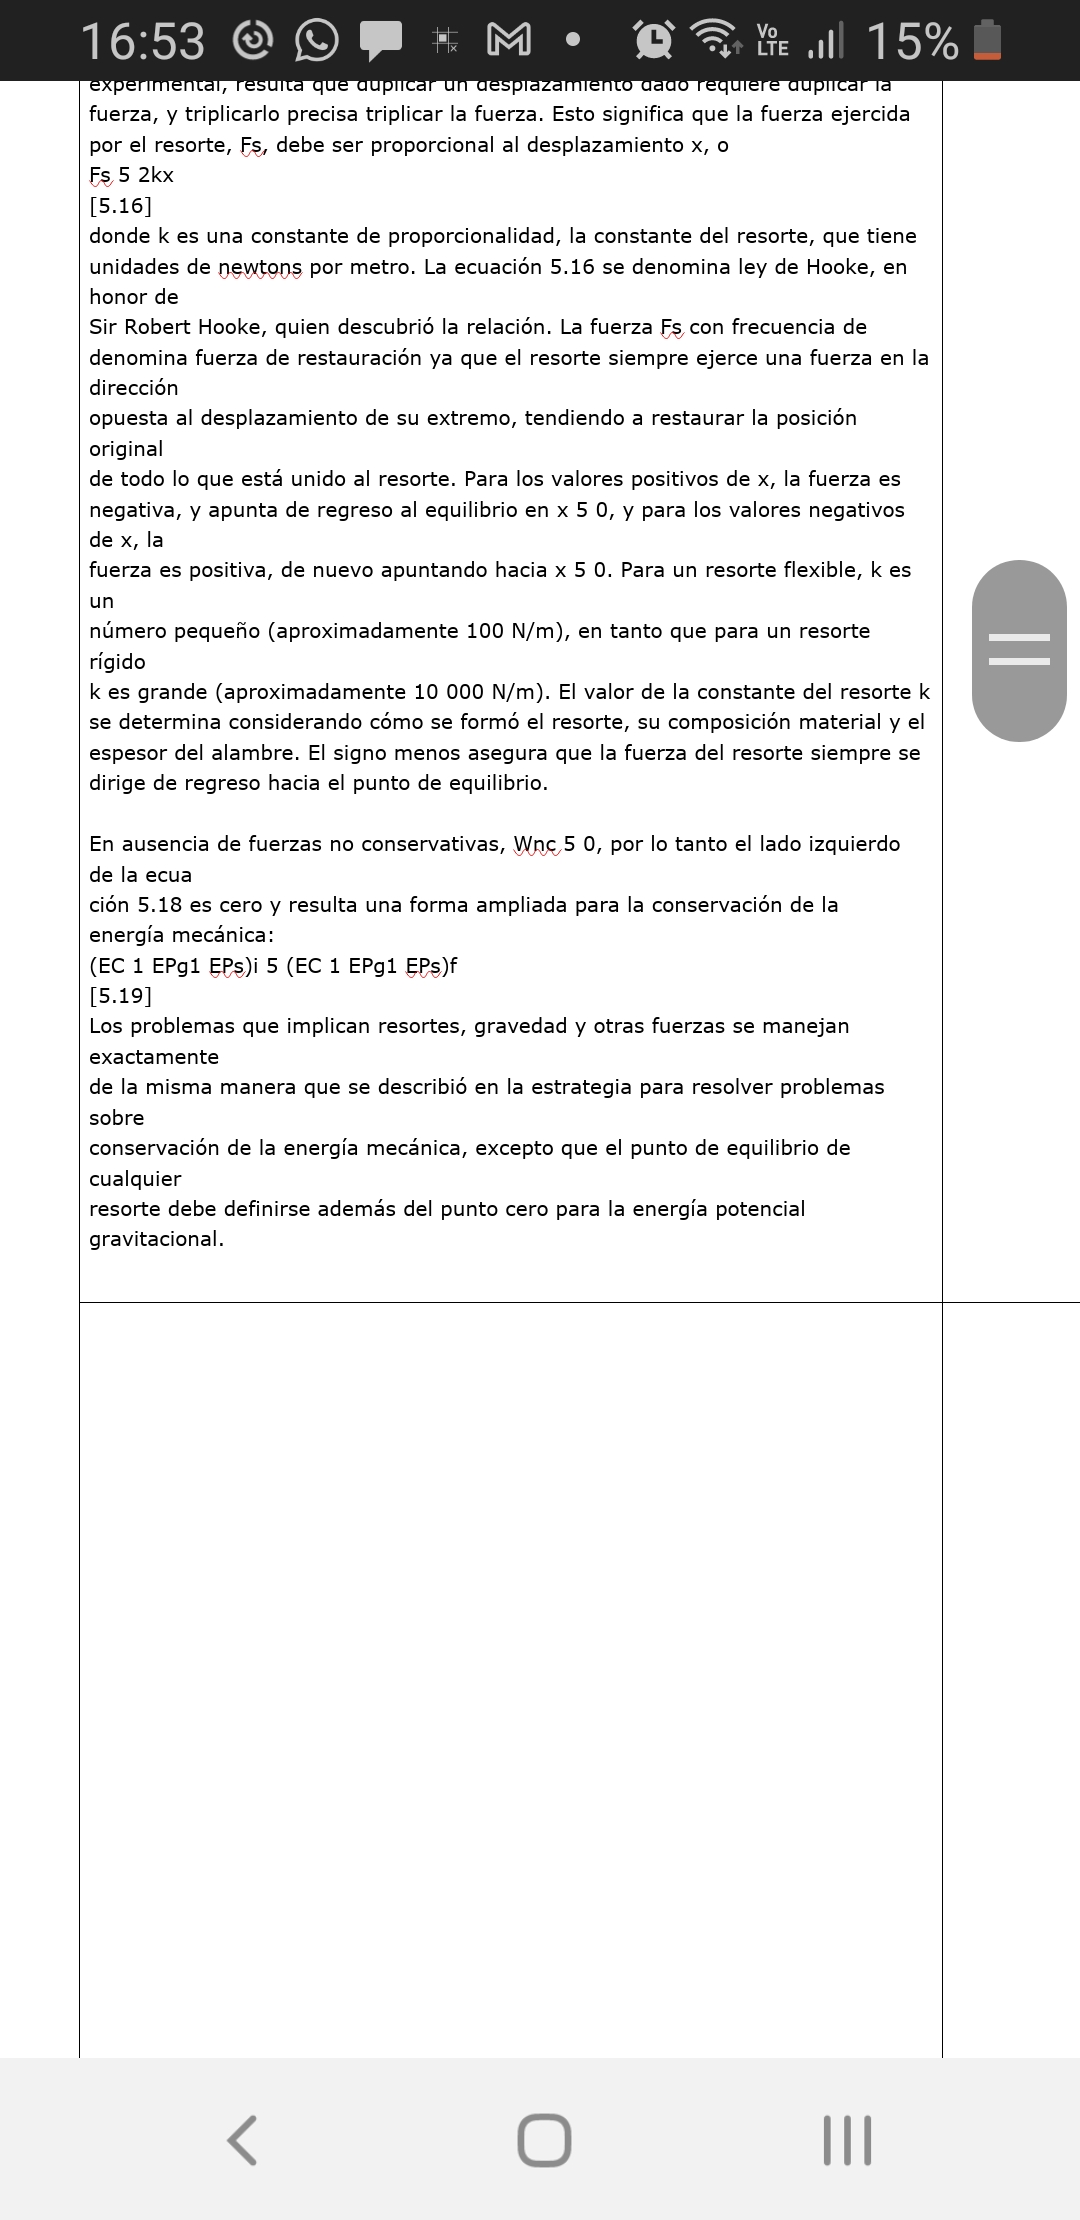 16:53
Vo
LTE
15%
experimental, resulta que duplicar un desplazamiento dado requiere duplicar la
fuerza, y triplicarlo precisa triplicar la fuerza. Esto significa que la fuerza ejercida
por el resorte, Fs, debe ser proporcional al desplazamiento x, o
Fs 5 2kx
[5.16]
donde k es una constante de proporcionalidad, la constante del resorte, que tiene
unidades de newtons por metro. La ecuación 5.16 se denomina ley de Hooke, en
honor de
Sir Robert Hooke, quien descubrió la relación. La fuerza Fs con frecuencia de
denomina fuerza de restauración ya que el resorte siempre ejerce una fuerza en la
dirección
opuesta al desplazamiento de su extremo, tendiendo a restaurar la posición
original
de todo lo que está unido al resorte. Para los valores positivos de x, la fuerza es
negativa, y apunta de regreso al equilibrio en x 5 0, y para los valores negativos
de x, la
fuerza es positiva, de nuevo apuntando hacia x 5 0. Para un resorte flexible, k es
un
número pequeño (aproximadamente 100 N/m), en tanto que para un resorte
rígido
k es grande (aproximadamente 10 000 N/m). El valor de la constante del resorte k
se determina considerando cómo se formó el resorte, su composición material y el
espesor del alambre. El signo menos asegura que la fuerza del resorte siempre se
dirige de regreso hacia el punto de equilibrio.
En ausencia de fuerzas no conservativas, Wnc 5 0, por lo tanto el lado izquierdo
de la ecua
ción 5.18 es cero y resulta una forma ampliada para la conservación de la
energía mecánica:
(EC 1 EPg1 EPs)i 5 (EC 1 EPg1 EPs)f
[5.19]
Los problemas que implican resortes, gravedad y otras fuerzas se manejan
exactamente
de la misma manera que se describió en la estrategia para resolver problemas
sobre
conservación de la energía mecánica, excepto que el punto de equilibrio de
cualquier
resorte debe definirse además del punto cero para la energía potencial
gravitacional.